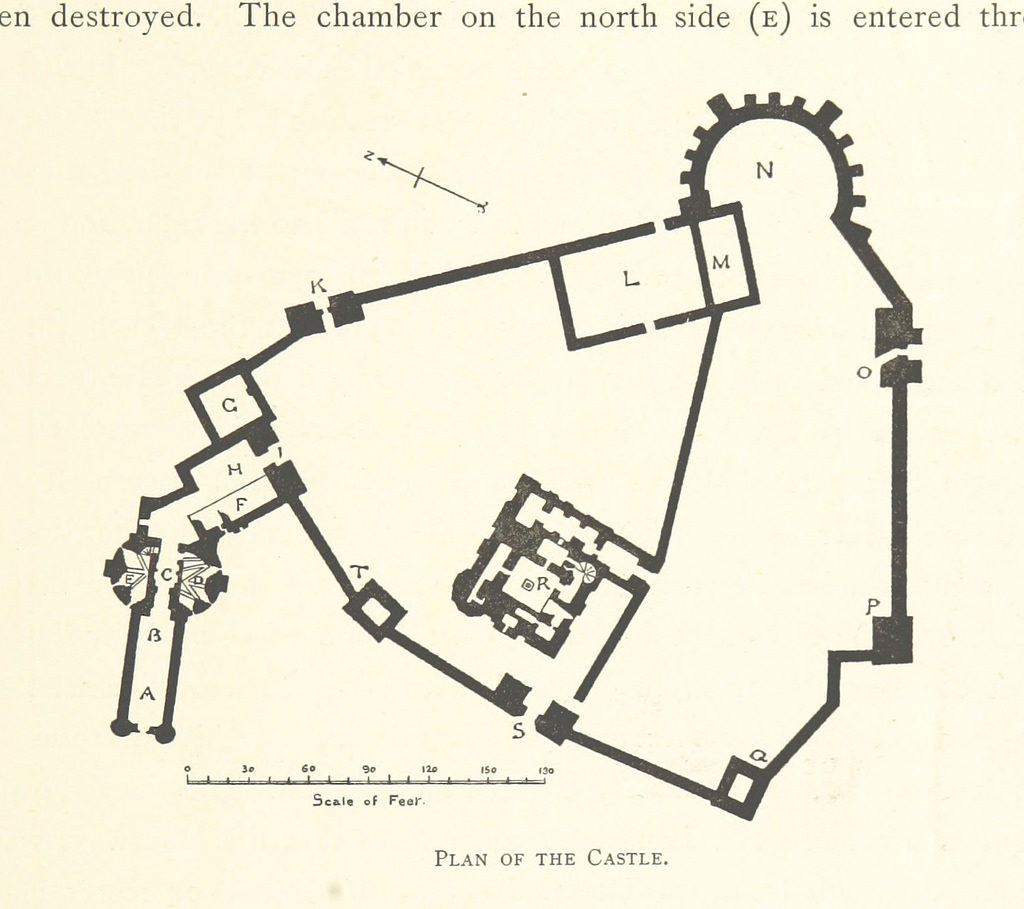 en destroyed. The chamber on the north side (E) is entered thr
N
N
M
L
K
O
G
I
H
F
T
E
C
D
R
P
B
A
S
Q
0 30 60 90 120 150 180
Scale of Feet.
PLAN OF THE CASTLE.